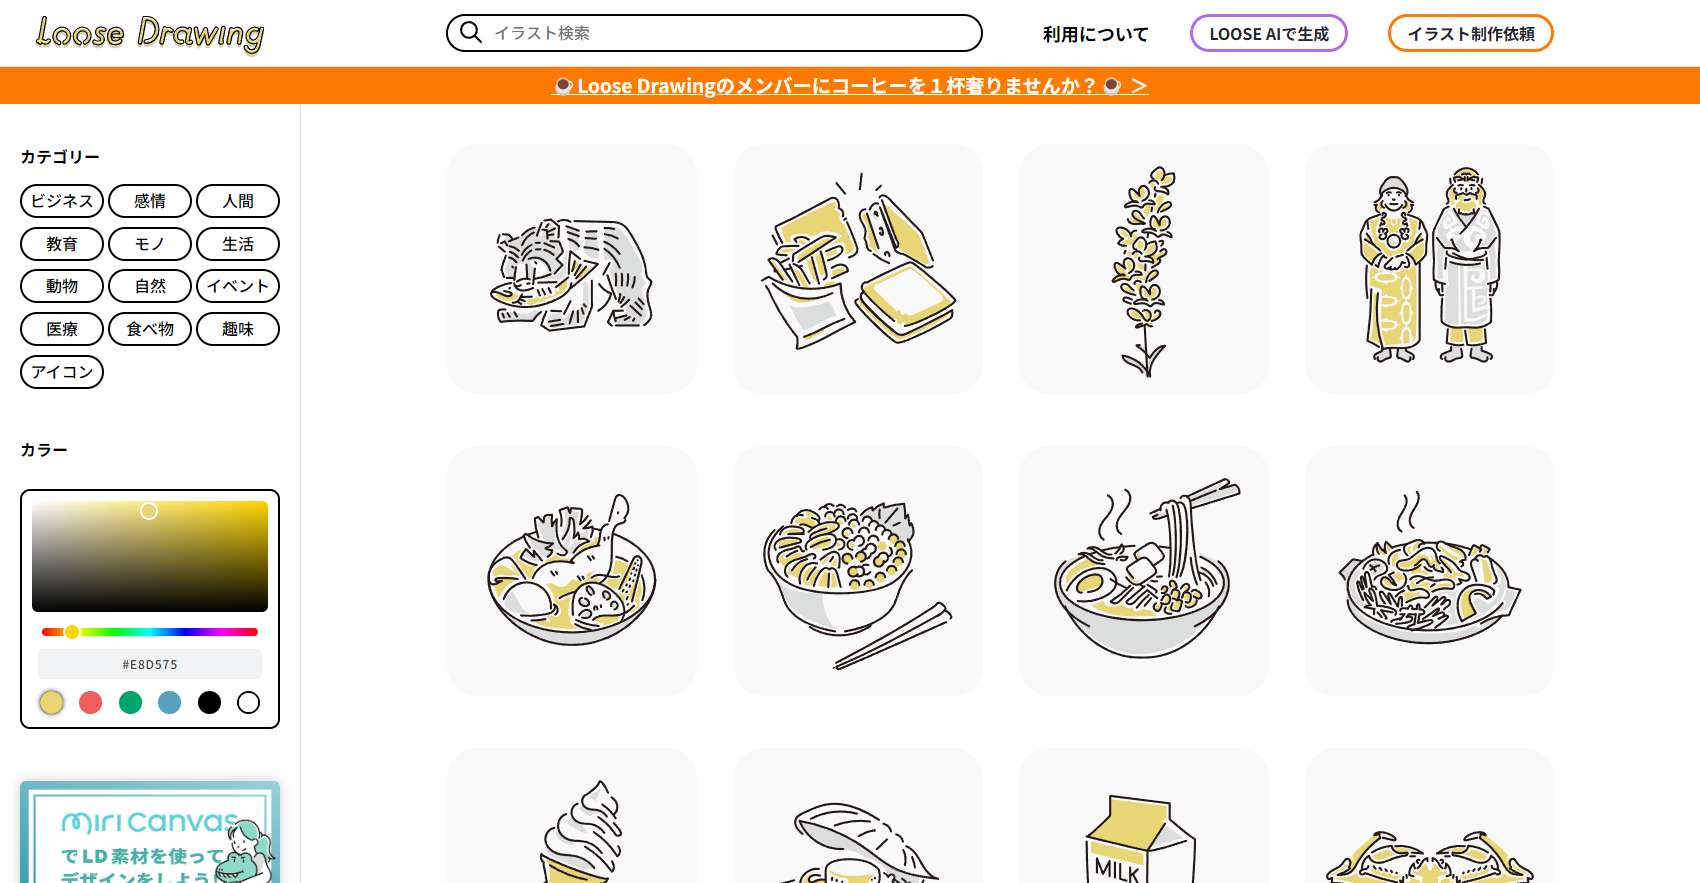 Loose Drawing
イラスト検索
利用について
LOOSE AIで生成
イラスト制作依頼
Loose Drawingのメンバーにコーヒーを１杯奢りませんか？ ＞
カテゴリー
ビジネス 感情 人間
教育 モノ 生活
動物 自然 イベント
医療 食べ物 趣味
アイコン
カラー
#E8D575
miri Canvas
でLD素材を使って
デザインをしよう!
MILK